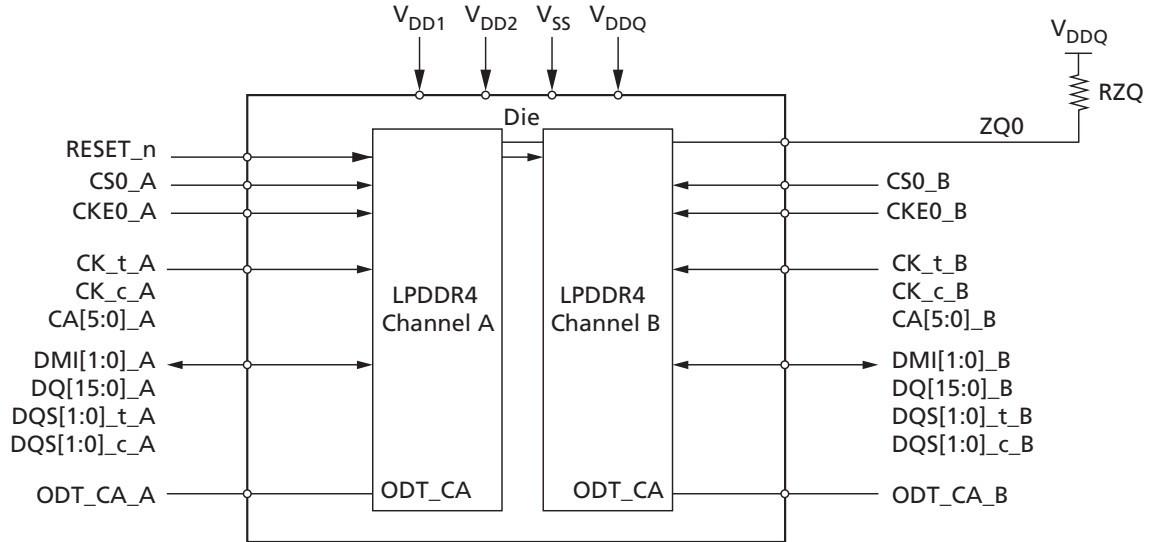 VDD1 VDD2 VSS VDDQ
VDDQ
RZQ
Die
ZQ0
RESET_n
CS0_A
CKE0_A
CK_t_A
CK_c_A
CA[5:0]_A
DMI[1:0]_A
DQ[15:0]_A
DQS[1:0]_t_A
DQS[1:0]_c_A
ODT_CA_A
LPDDR4
Channel A
ODT_CA
LPDDR4
Channel B
ODT_CA
CS0_B
CKE0_B
CK_t_B
CK_c_B
CA[5:0]_B
DMI[1:0]_B
DQ[15:0]_B
DQS[1:0]_t_B
DQS[1:0]_c_B
ODT_CA_B